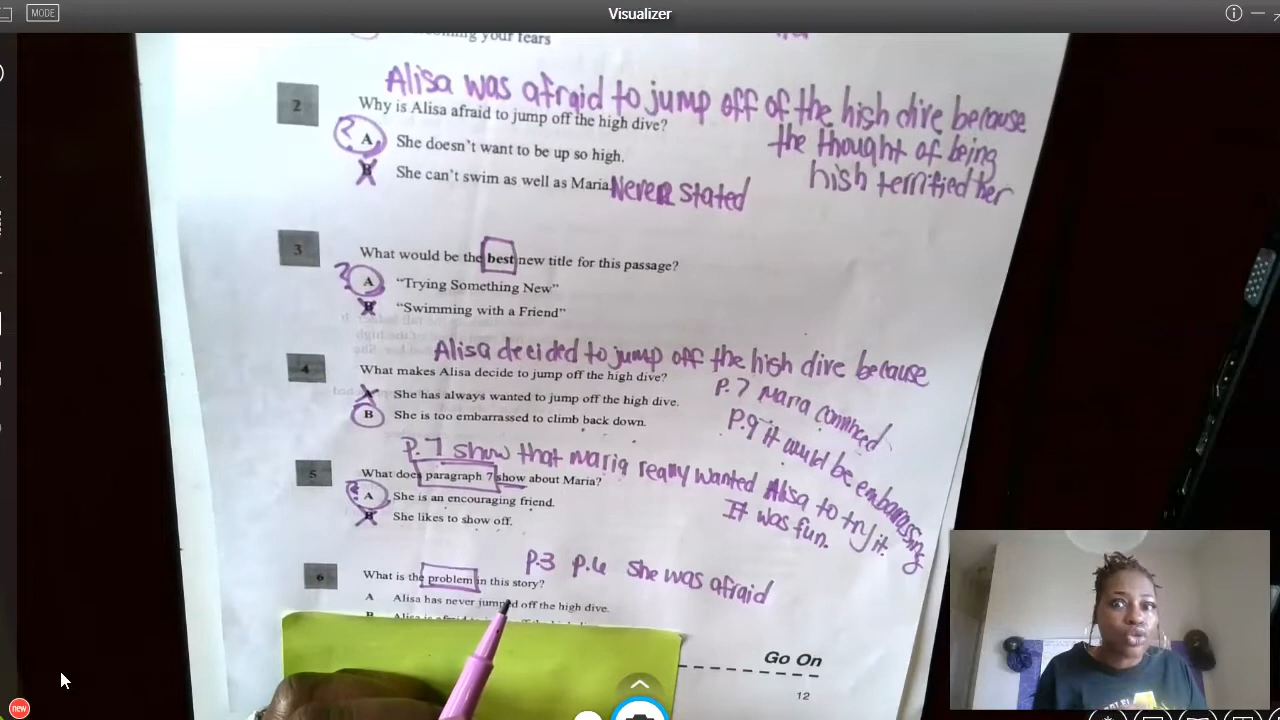 MODE
Visualizer
your fears
Alisa was afraid to jump off of the high dive because
the thought of being
high terrified her
2
Why is Alisa afraid to jump off the high dive?
A
She doesn't want to be up so high.
B
She can't swim as well as Maria.
Never stated
3
What would be the best new title for this passage?
A
"Trying Something New"
"Swimming with a Friend"
Alisa decided to jump off the high dive because
4
What makes Alisa decide to jump off the high dive?
She has always wanted to jump off the high dive.
B
She is too embarrassed to climb back down.
P.7 Maria convinced
P.9 it would be embarrassing
P.7 show that Maria really wanted Alisa to try it.
It was fun.
5
What does paragraph 7 show about Maria?
A
She is an encouraging friend.
She likes to show off.
P.3 P.6 She was afraid
6
What is the problem in this story?
A
Alisa has never jumped off the high dive.
Go On
12
new